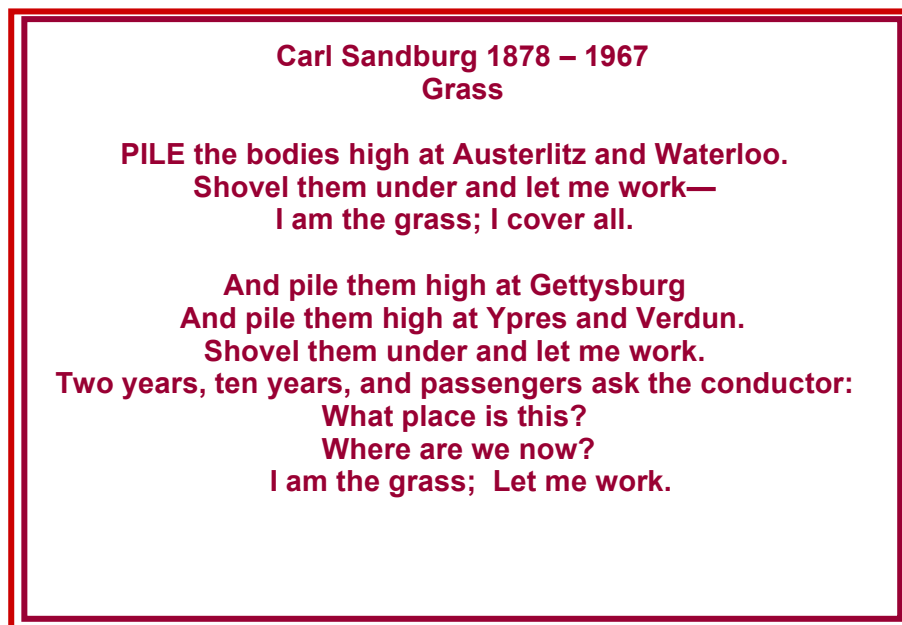 Carl Sandburg 1878 – 1967
Grass
PILE the bodies high at Austerlitz and Waterloo.
Shovel them under and let me work—
I am the grass; I cover all.
And pile them high at Gettysburg
And pile them high at Ypres and Verdun.
Shovel them under and let me work.
Two years, ten years, and passengers ask the conductor:
What place is this?
Where are we now?
I am the grass;  Let me work.